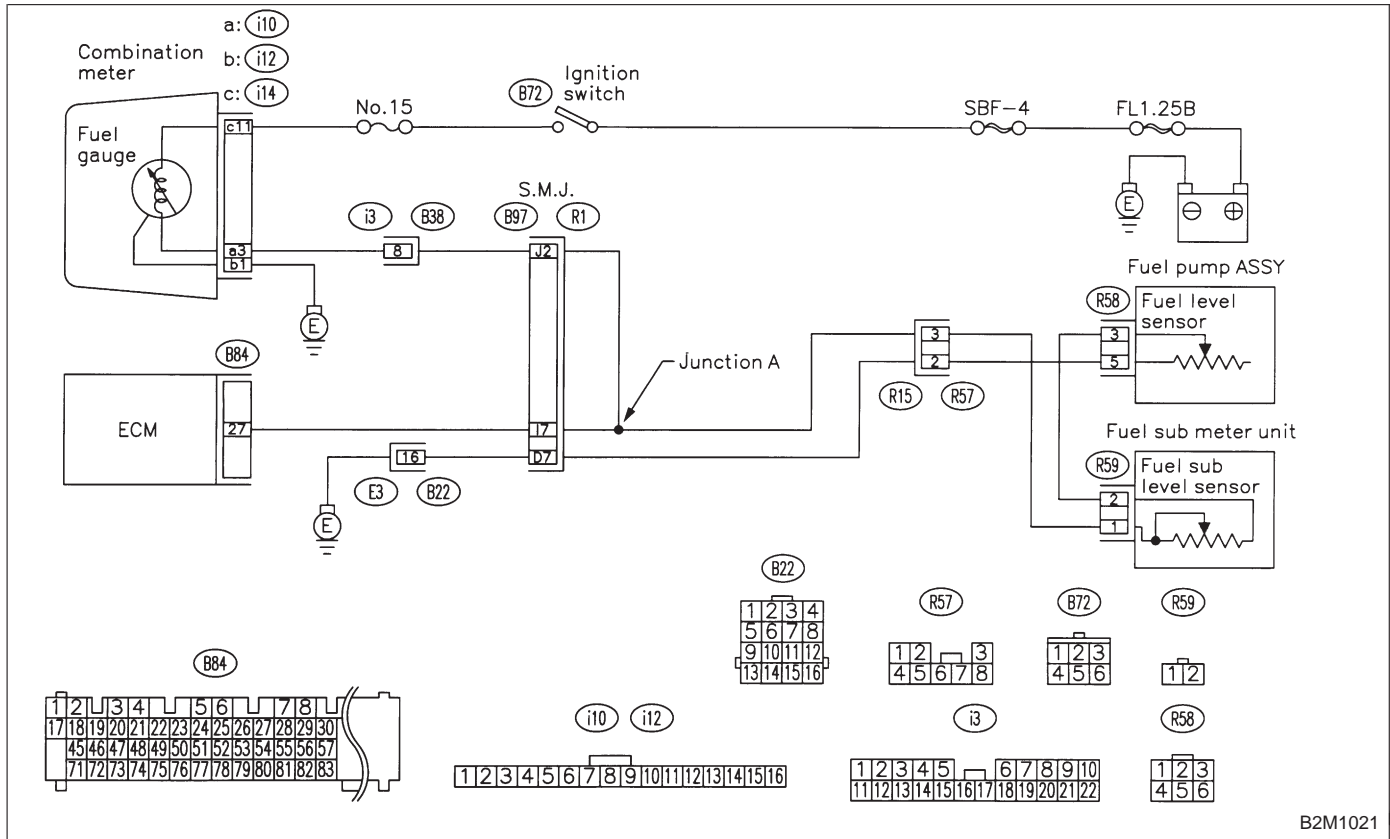 a: i10
Combination
meter
b: i12
c: i14
Fuel
gauge
c11
No.15
B72
Ignition
switch
SBF-4
FL1.25B
E
⊖ ⊕
a3
b1
E
i3 B38
8
S.M.J.
B97 R1
J2
I7
D7
B84
ECM
27
16
E3 B22
E
Junction A
3
2
R15 R57
Fuel pump ASSY
R58
Fuel level
sensor
3
5
Fuel sub meter unit
R59
Fuel sub
level sensor
2
1
B22
1 2 3 4
5 6 7 8
9 10 11 12
13 14 15 16
R57
1 2 3
4 5 6 7 8
B72
1 2 3
4 5 6
R59
1 2
B84
1 2 3 4 5 6 7 8
17 18 19 20 21 22 23 24 25 26 27 28 29 30
45 46 47 48 49 50 51 52 53 54 55 56 57
71 72 73 74 75 76 77 78 79 80 81 82 83
i10 i12
1 2 3 4 5 6 7 8 9 10 11 12 13 14 15 16
i3
1 2 3 4 5 6 7 8 9 10
11 12 13 14 15 16 17 18 19 20 21 22
R58
1 2 3
4 5 6
B2M1021